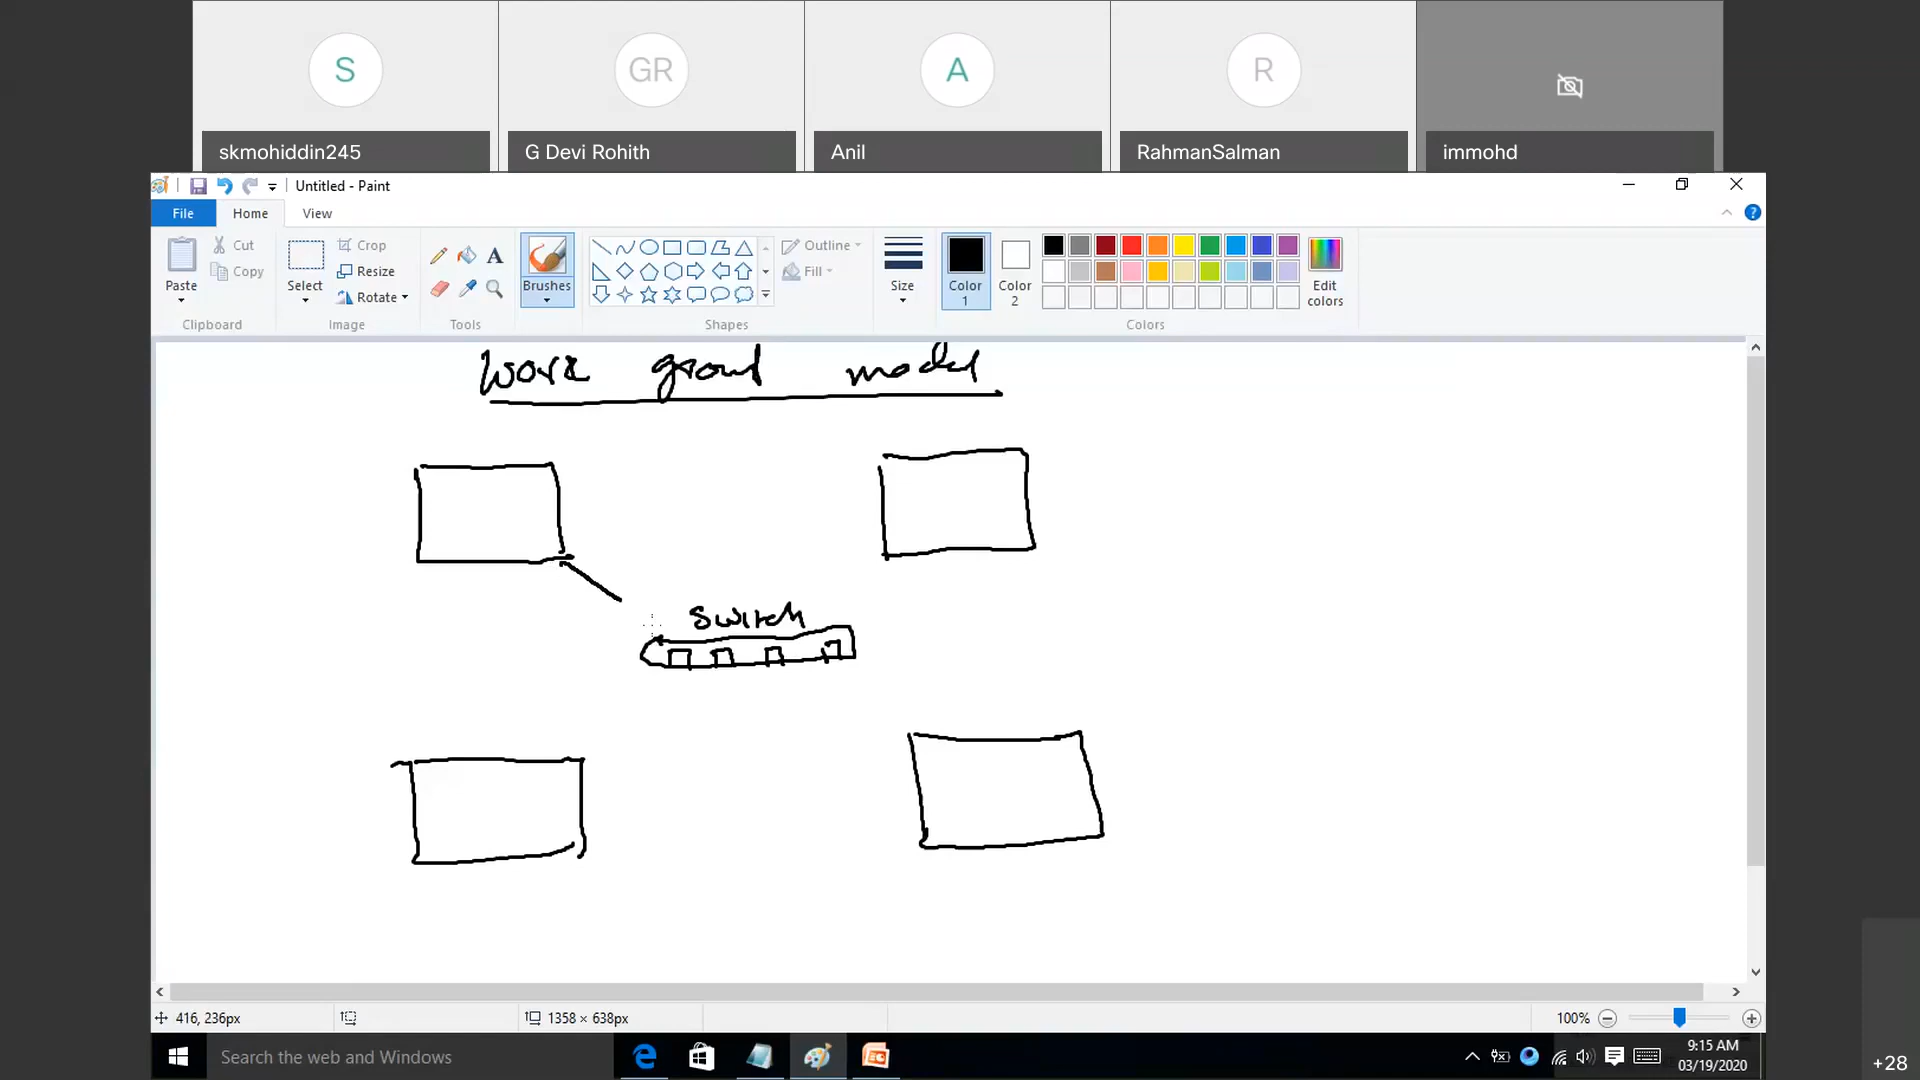 S GR A R
skmohiddin245 G Devi Rohith Anil RahmanSalman immohd
Untitled - Paint
File Home View
Paste Cut Copy Select Crop Resize Rotate A Brushes Outline Fill Size Color 1 Color 2 Edit colors
Clipboard Image Tools Shapes Colors
Work group model
Switch
416, 236px 1358 × 638px 100%
Search the web and Windows 9:15 AM
03/19/2020
+28